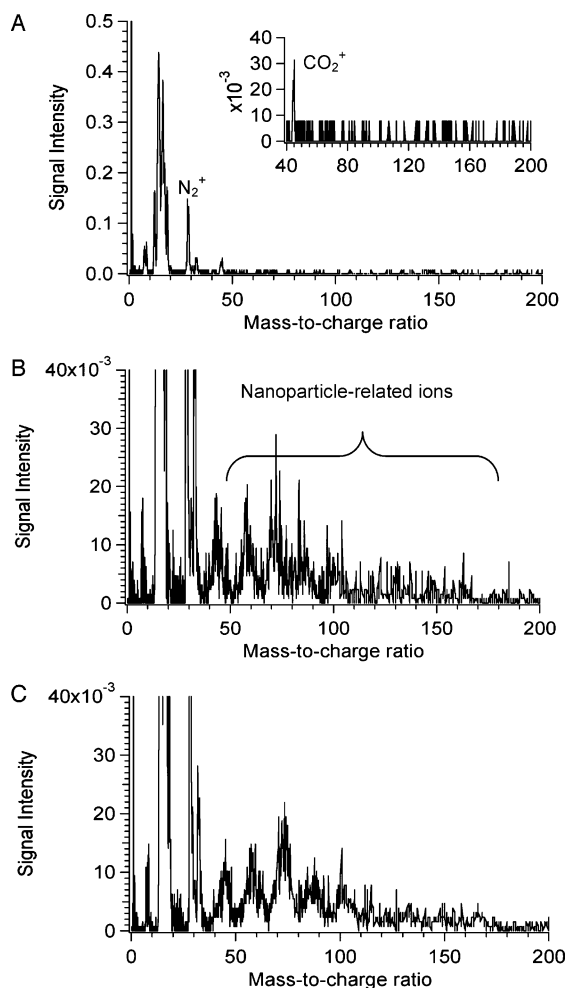 A
0.5
0.4
0.3
0.2
0.1
0.0
Signal Intensity
N₂⁺
0
50
100
150
200
Mass-to-charge ratio
40
30
20
10
0
x10⁻³
CO₂⁺
40
80
120
160
200
B
40x10⁻³
30
20
10
0
Signal Intensity
Nanoparticle-related ions
0
50
100
150
200
Mass-to-charge ratio
C
40x10⁻³
30
20
10
0
Signal Intensity
0
50
100
150
200
Mass-to-charge ratio